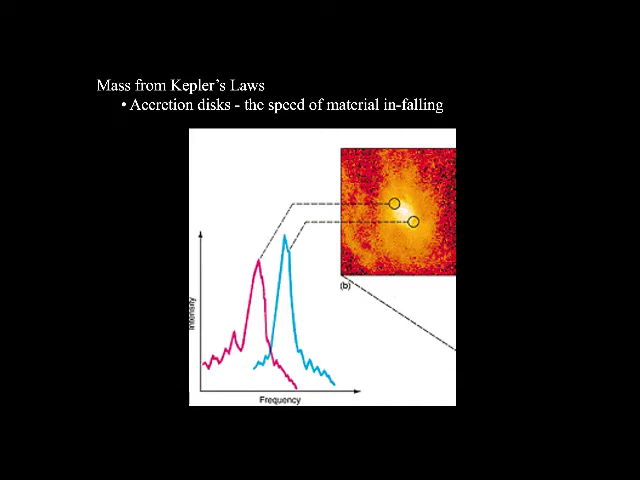 Mass from Kepler's Laws
• Accretion disks - the speed of material in-falling
(b)
Intensity
Frequency